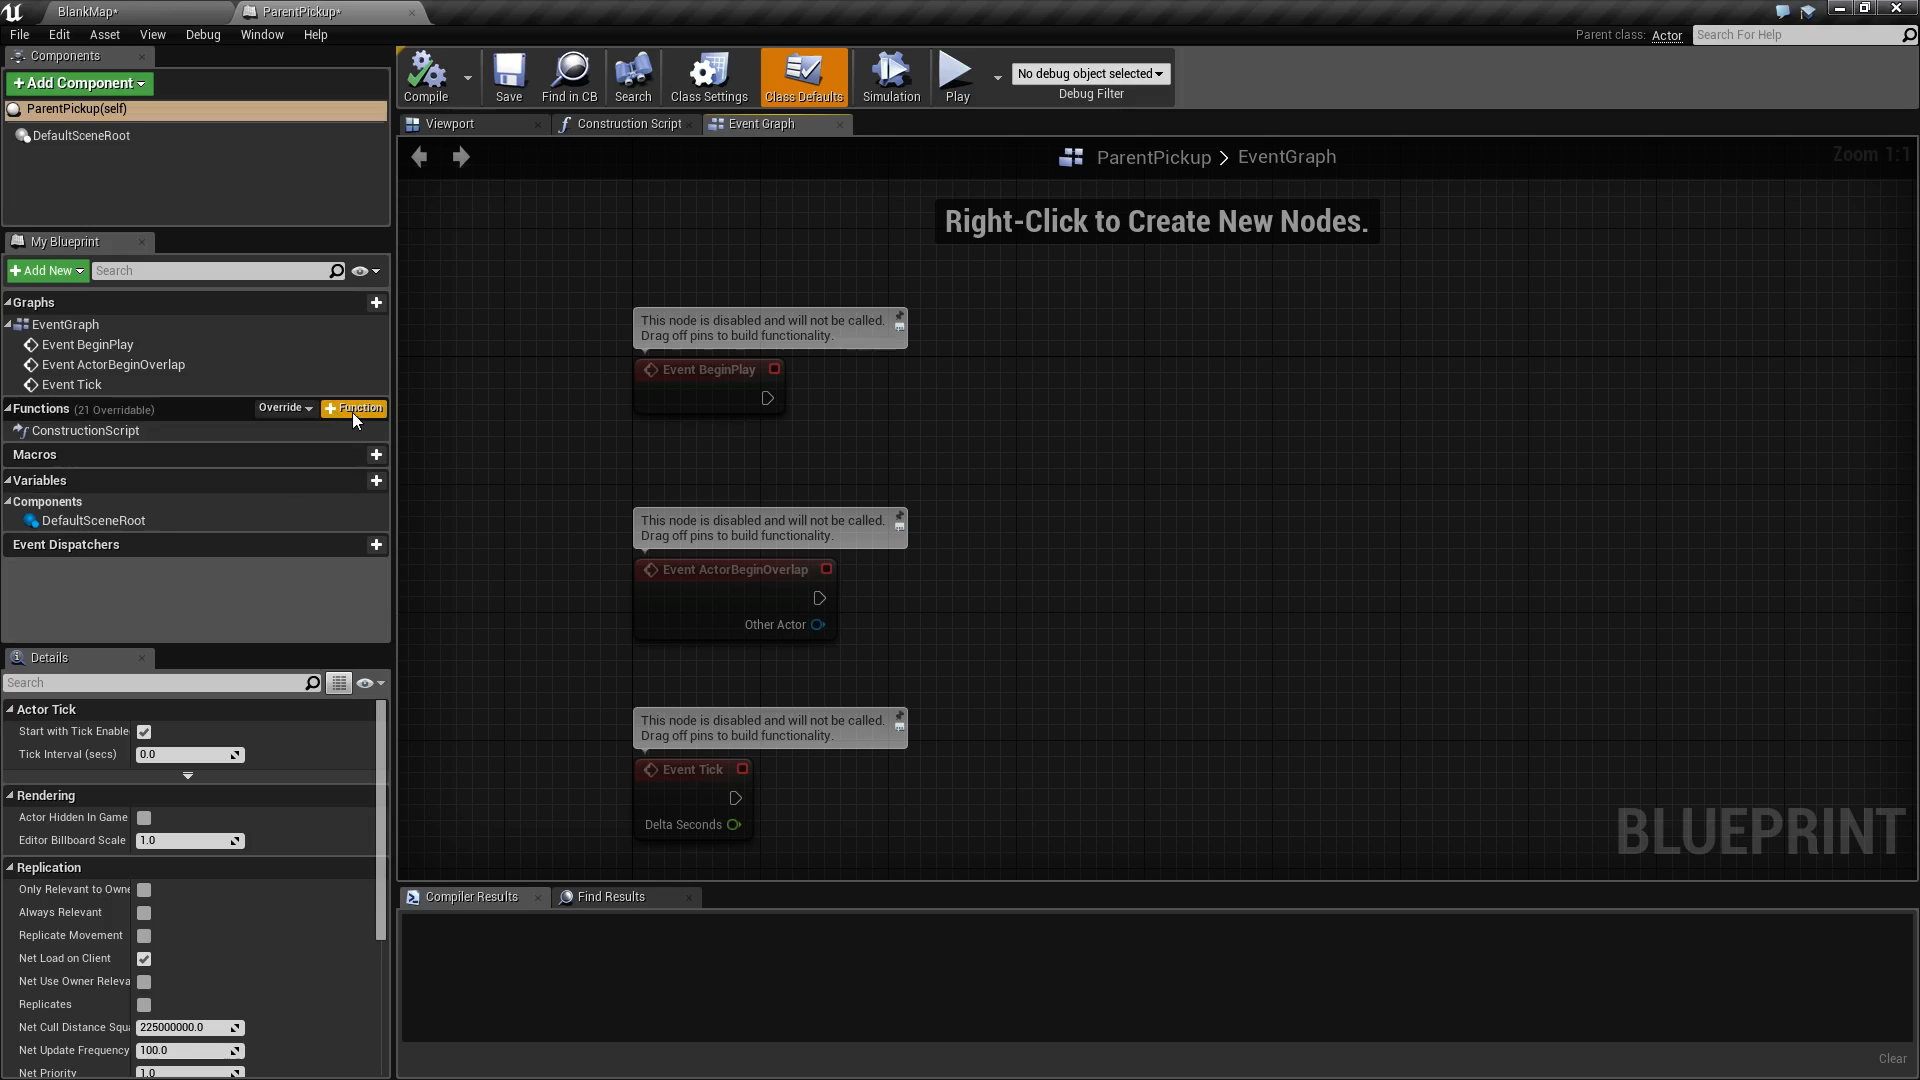 BlankMap*
ParentPickup*
File Edit Asset View Debug Window Help
Parent class: Actor
Search For Help
Components
Add Component
ParentPickup(self)
DefaultSceneRoot
Compile
Save
Find in CB
Search
Class Settings
Class Defaults
Simulation
Play
No debug object selected
Debug Filter
Viewport
Construction Script
Event Graph
ParentPickup > EventGraph
Zoom 1:1
Right-Click to Create New Nodes.
My Blueprint
Add New
Search
Graphs
EventGraph
Event BeginPlay
Event ActorBeginOverlap
Event Tick
Functions (21 Overridable)
Override
Function
ConstructionScript
Macros
Variables
Components
DefaultSceneRoot
Event Dispatchers
This node is disabled and will not be called.
Drag off pins to build functionality.
Event BeginPlay
This node is disabled and will not be called.
Drag off pins to build functionality.
Event ActorBeginOverlap
Other Actor
This node is disabled and will not be called.
Drag off pins to build functionality.
Event Tick
Delta Seconds
BLUEPRINT
Details
Search
Actor Tick
Start with Tick Enable
Tick Interval (secs) 0.0
Rendering
Actor Hidden In Game
Editor Billboard Scale 1.0
Replication
Only Relevant to Owne
Always Relevant
Replicate Movement
Net Load on Client
Net Use Owner Releva
Replicates
Net Cull Distance Squa 225000000.0
Net Update Frequency 100.0
Net Priority 1.0
Compiler Results
Find Results
Clear